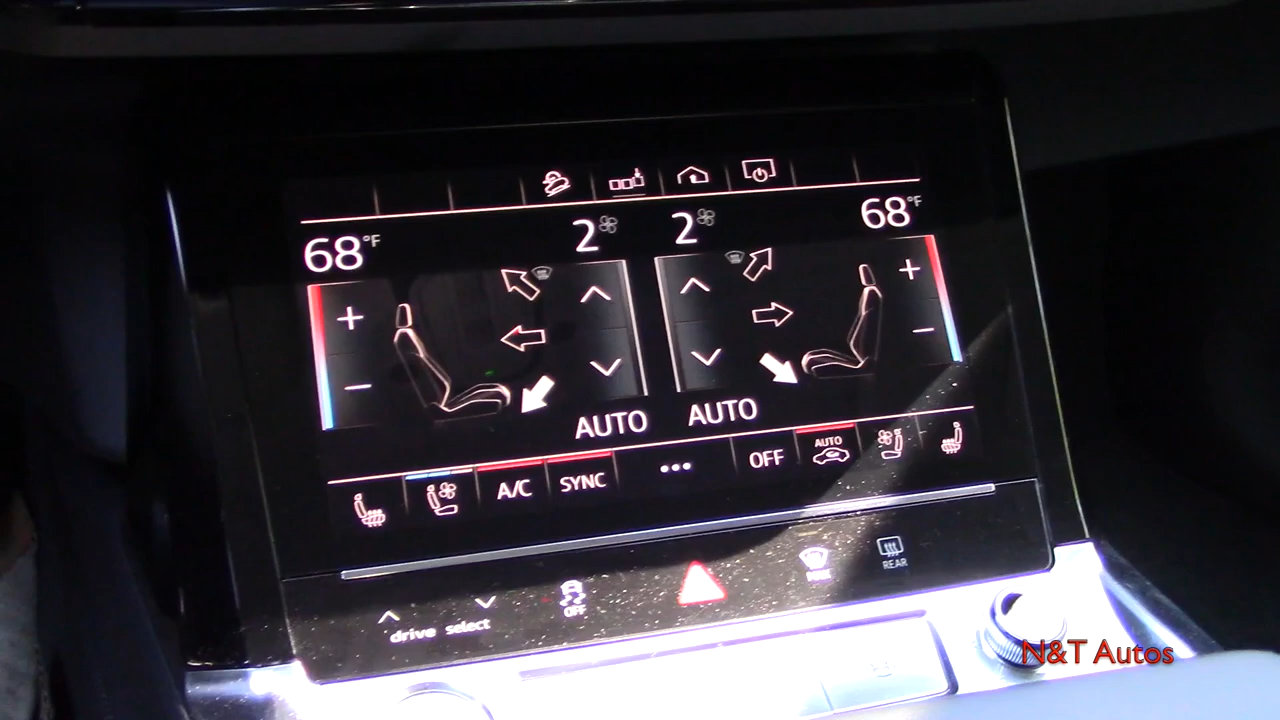 68°F
2
2
68°F
+
−
+
−
AUTO
AUTO
A/C
SYNC
•••
OFF
AUTO
drive select
OFF
REAR
N&T Autos